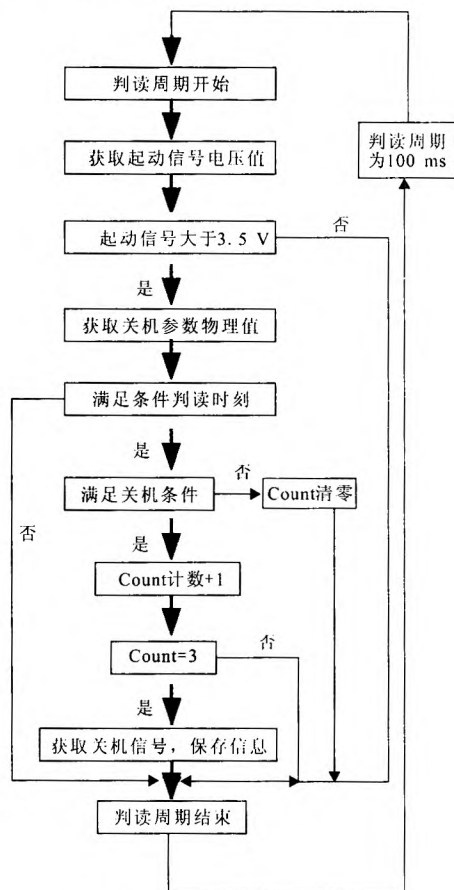 判读周期开始
判读周期
为100 ms
获取起动信号电压值
起动信号大于3.5 V
否
是
获取关机参数物理值
满足条件判读时刻
是
否
满足关机条件
否
Count清零
是
Count计数+1
Count=3
否
是
获取关机信号，保存信息
判读周期结束